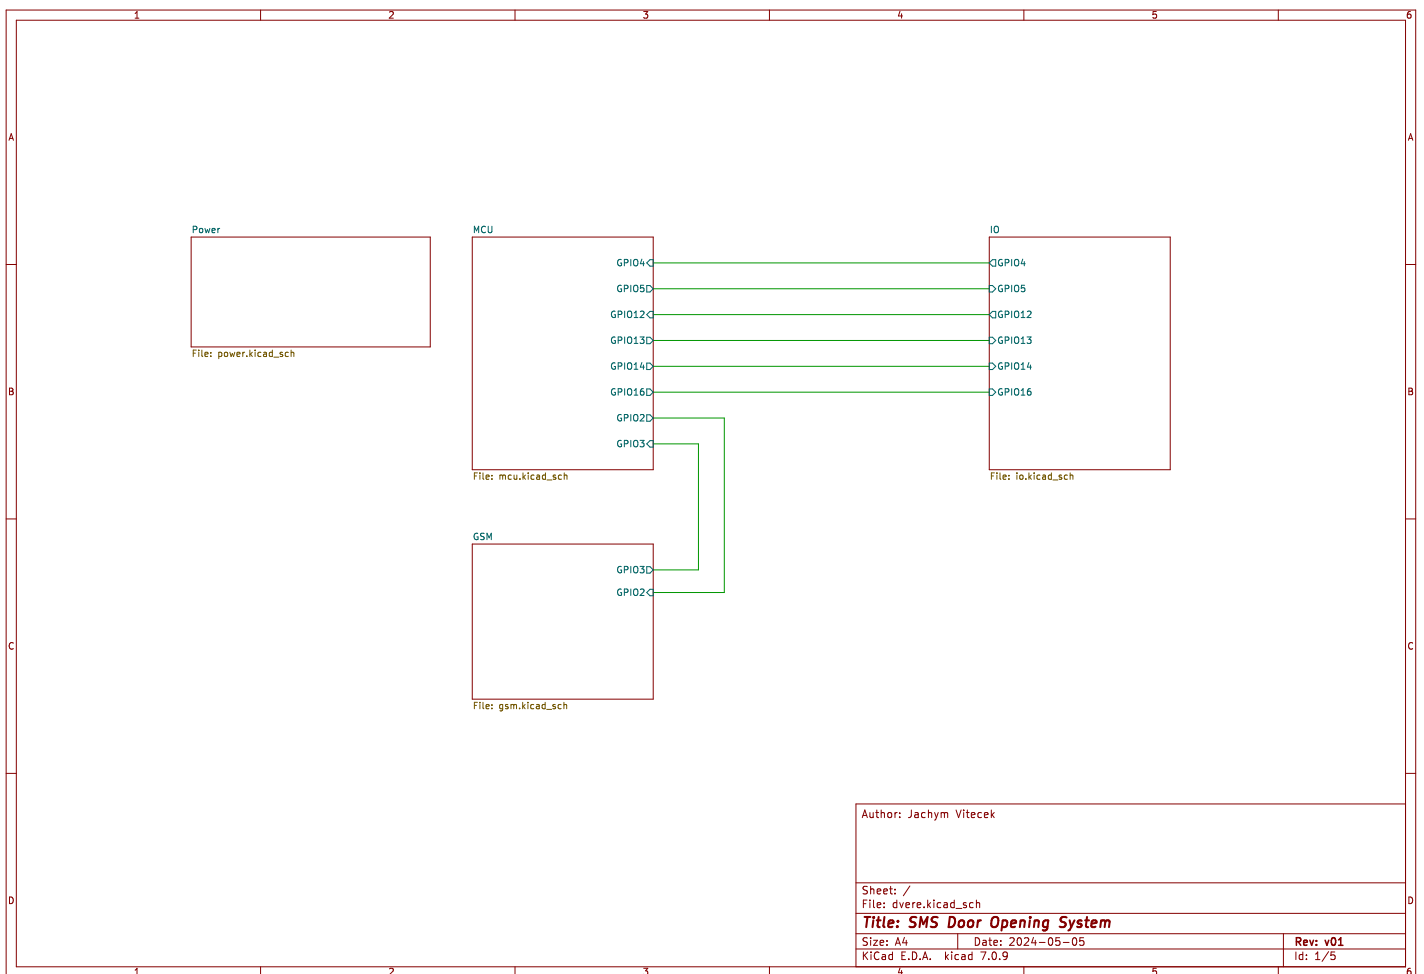 1 2 3 4 5 6
A A
Power MCU IO
GPIO4 GPIO4
GPIO5 GPIO5
GPIO12 GPIO12
GPIO13 GPIO13
File: power.kicad_sch
GPIO14 GPIO14
B GPIO16 GPIO16 B
GPIO2
GPIO3
File: mcu.kicad_sch File: io.kicad_sch
GSM
GPIO3
GPIO2
C C
File: gsm.kicad_sch
Author: Jachym Vitecek
Sheet: /
D File: dvere.kicad_sch D
Title: SMS Door Opening System
Size: A4 Date: 2024-05-05 Rev: v01
KiCad E.D.A. kicad 7.0.9 Id: 1/5
1 2 3 4 5 6